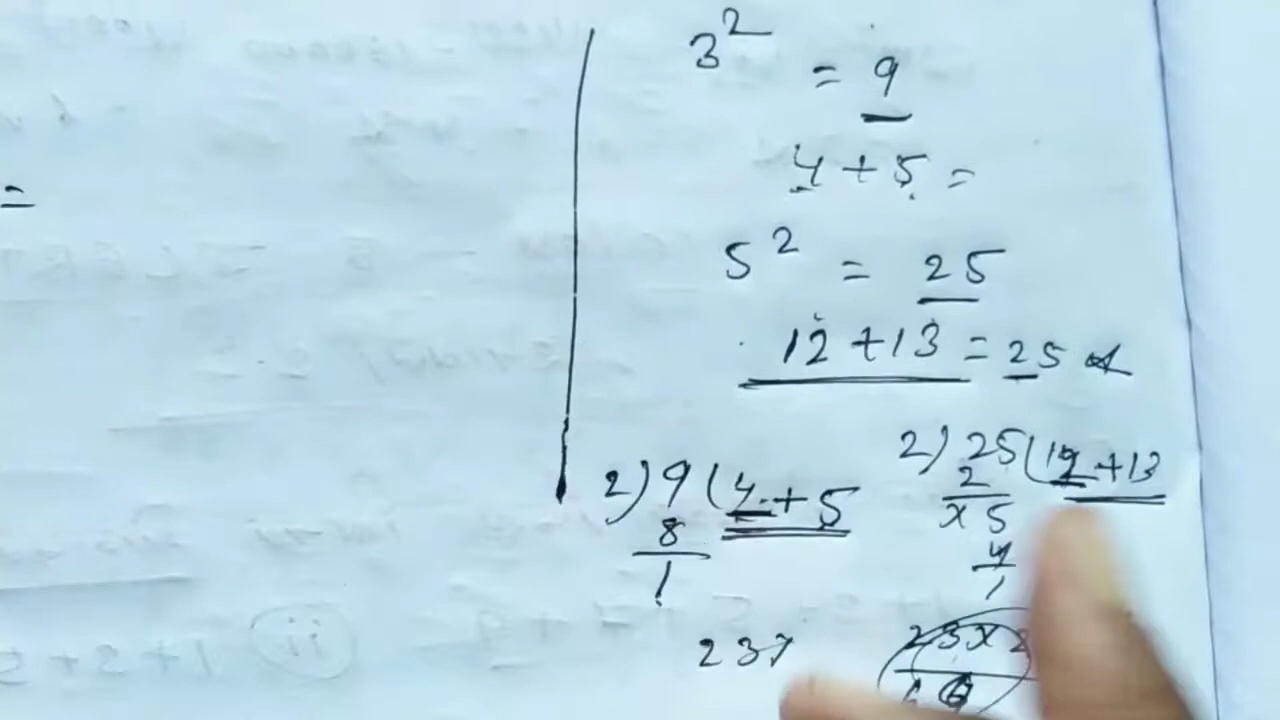 3² = 9
4 + 5 =
5² = 25
12 + 13 = 25
2) 9 ( 4 + 5
8
1
2) 25 ( 12 + 13
2
x 5
4
1
237
=